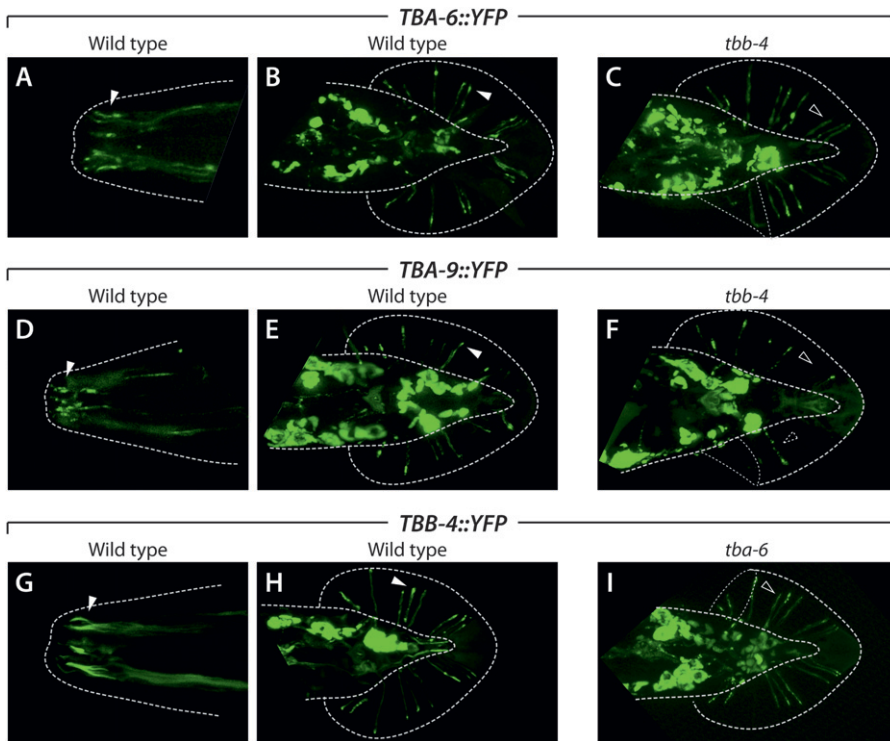 TBA-6::YFP
Wild type Wild type tbb-4
A B C
TBA-9::YFP
Wild type Wild type tbb-4
D E F
TBB-4::YFP
Wild type Wild type tba-6
G H I